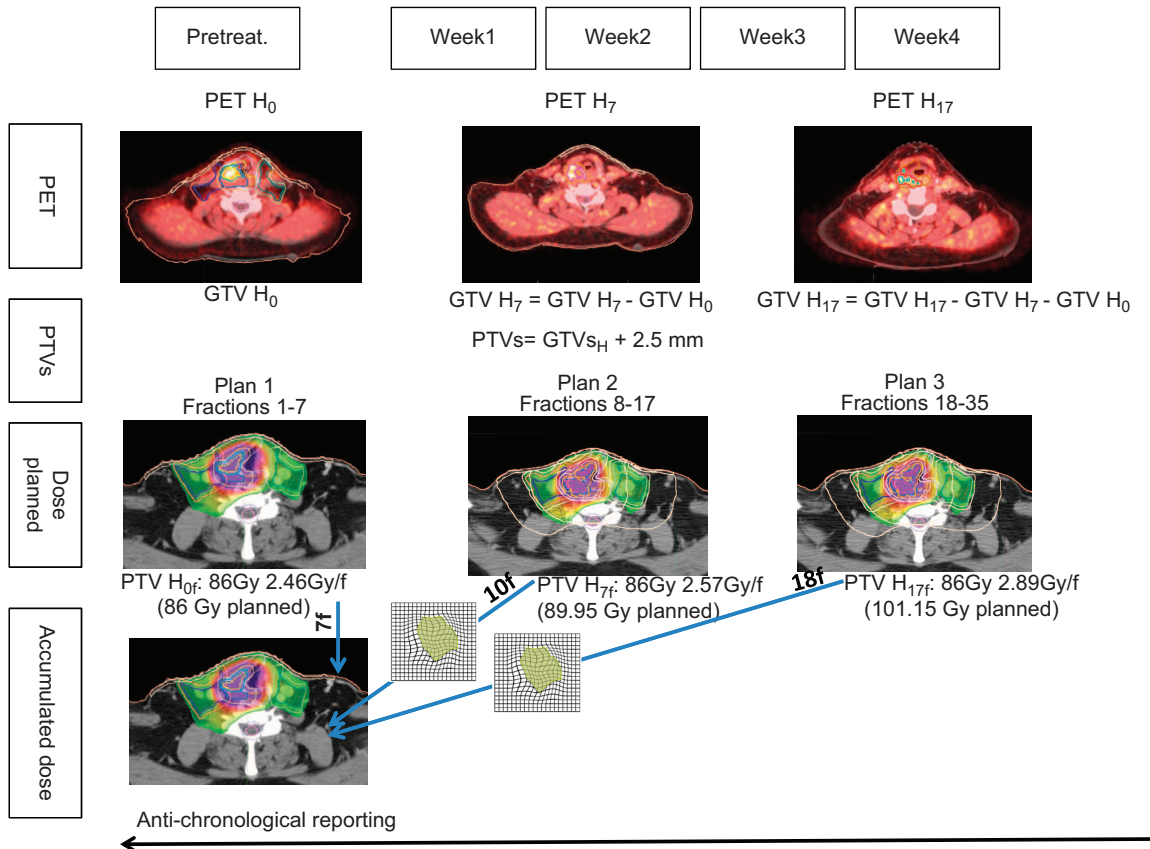 Pretreat.
Week1
Week2
Week3
Week4
PET H₀
PET H₇
PET H₁₇
PET
GTV H₀
GTV H₇ = GTV H₇ - GTV H₀
GTV H₁₇ = GTV H₁₇ - GTV H₇ - GTV H₀
PTVs
PTVs= GTVsH + 2.5 mm
Plan 1
Fractions 1-7
Plan 2
Fractions 8-17
Plan 3
Fractions 18-35
Dose
planned
PTV H0f: 86Gy 2.46Gy/f
(86 Gy planned)
PTV H7f: 86Gy 2.57Gy/f
(89.95 Gy planned)
PTV H17f: 86Gy 2.89Gy/f
(101.15 Gy planned)
7f
10f
18f
Accumulated dose
Anti-chronological reporting